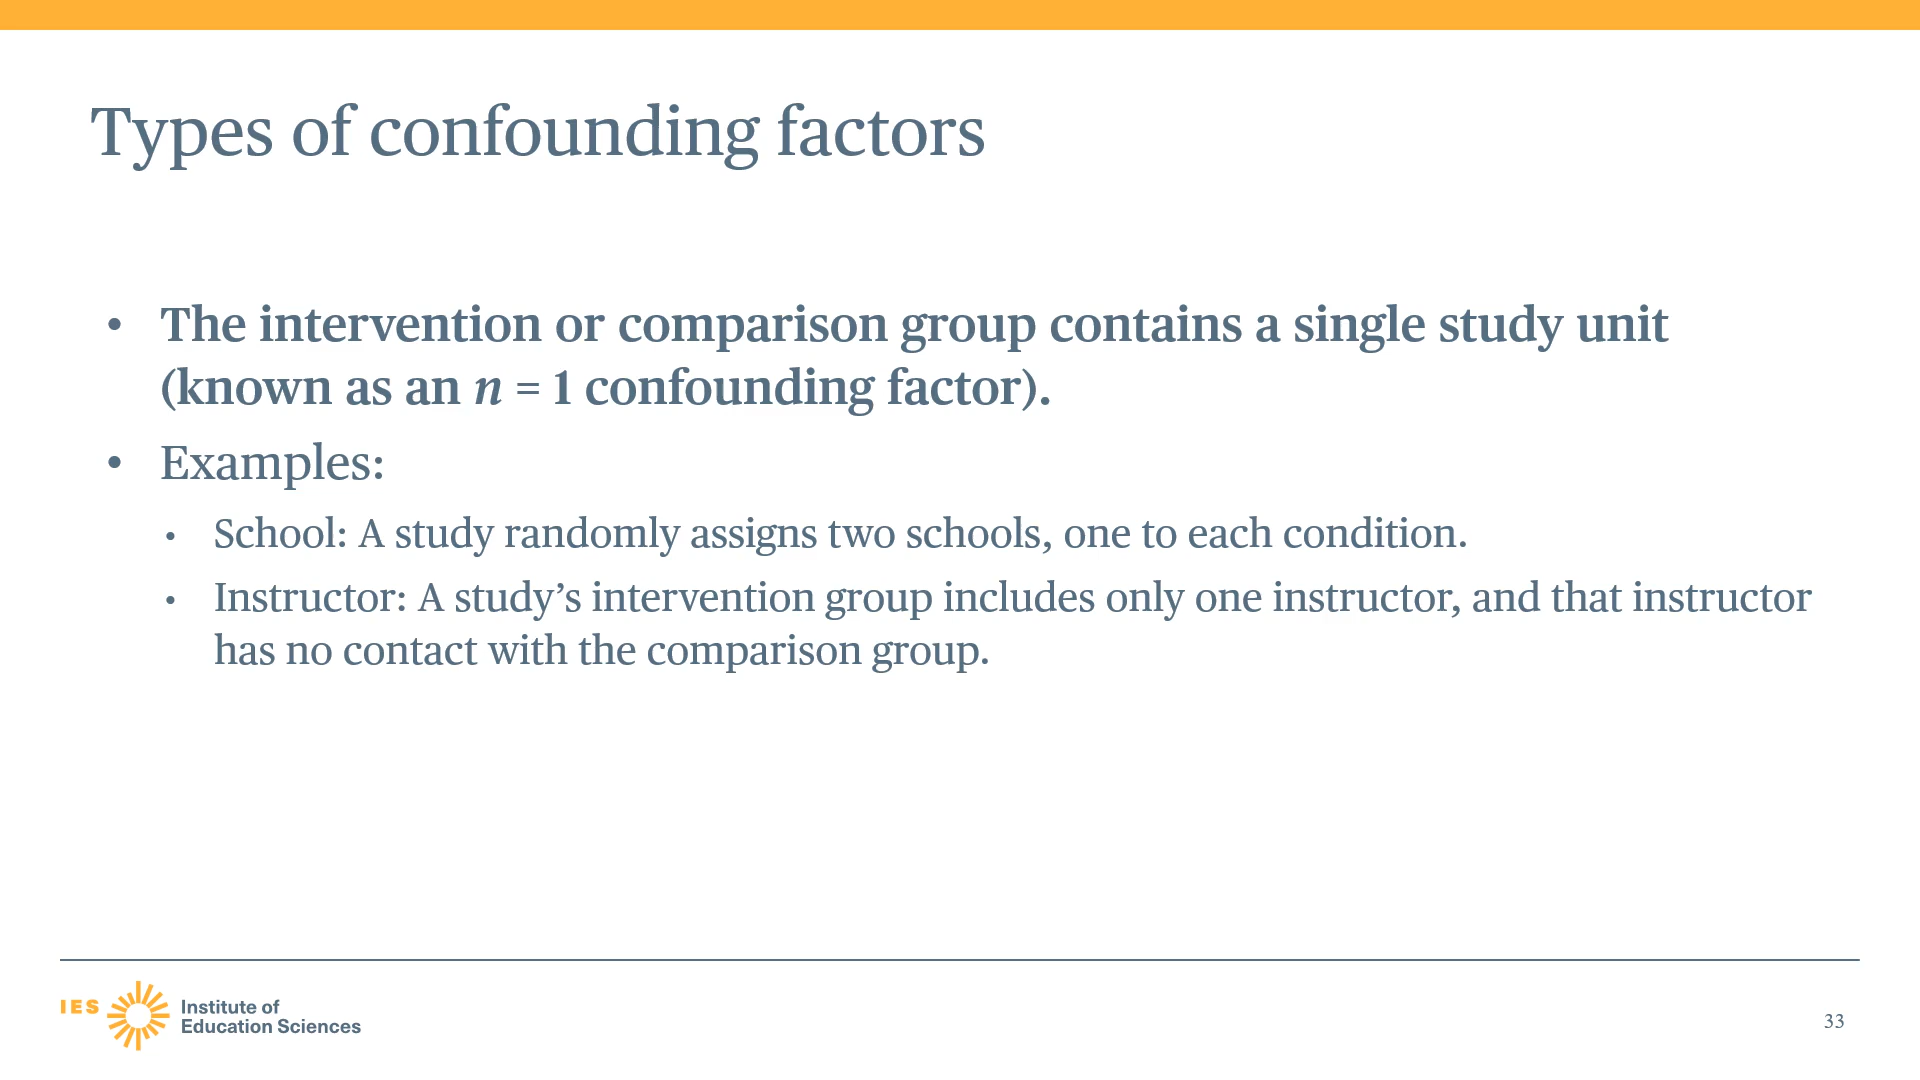 Types of confounding factors
• The intervention or comparison group contains a single study unit
(known as an n = 1 confounding factor).
• Examples:
• School: A study randomly assigns two schools, one to each condition.
• Instructor: A study’s intervention group includes only one instructor, and that instructor
has no contact with the comparison group.
IES
Institute of
Education Sciences
33